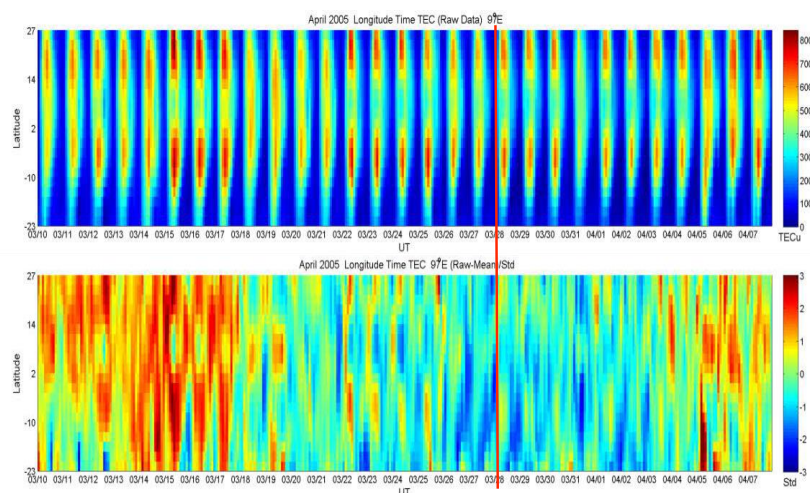 April 2005 Longitude Time TEC (Raw Data) 97°E
27
14
2
-10
-23
Latitude
03/10 03/11 03/12 03/13 03/14 03/15 03/16 03/17 03/18 03/19 03/20 03/21 03/22 03/23 03/24 03/25 03/26 03/27 03/28 03/29 03/30 03/31 04/01 04/02 04/03 04/04 04/05 04/06 04/07
UT
800
700
600
500
400
300
200
100
0
TECu
April 2005 Longitude Time TEC 97°E (Raw-Mean)/Std
27
14
2
-10
-23
Latitude
03/10 03/11 03/12 03/13 03/14 03/15 03/16 03/17 03/18 03/19 03/20 03/21 03/22 03/23 03/24 03/25 03/26 03/27 03/28 03/29 03/30 03/31 04/01 04/02 04/03 04/04 04/05 04/06 04/07
UT
3
2
1
0
-1
-2
-3
Std